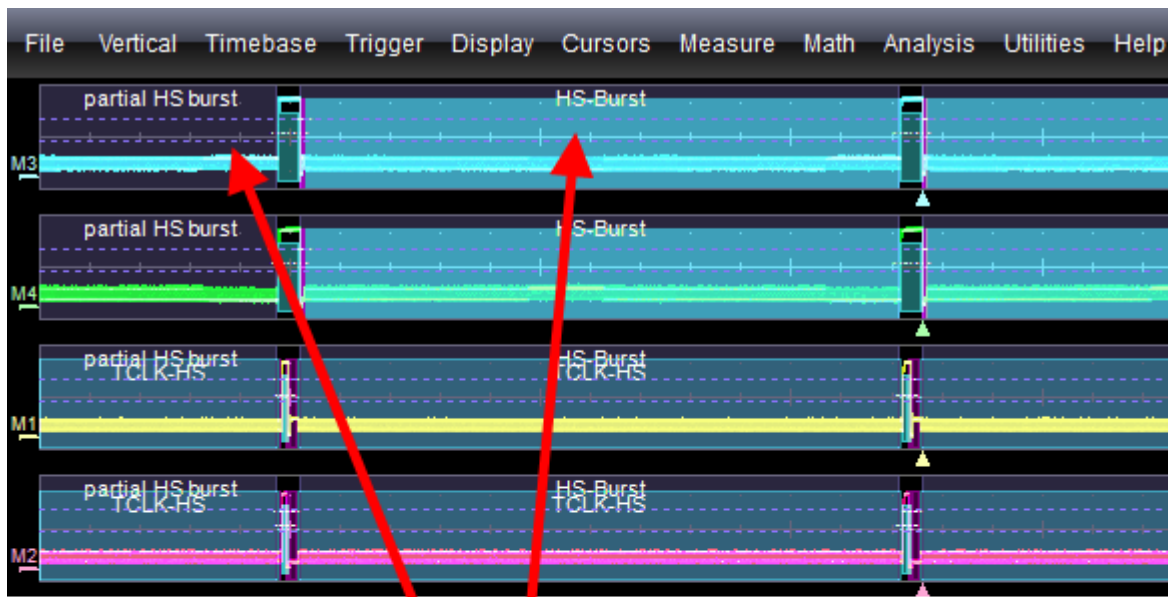 File Vertical Timebase Trigger Display Cursors Measure Math Analysis Utilities Help
partial HS burst HS-Burst
M3
partial HS burst HS-Burst
M4
partial HS burst HS-Burst
TCLK-HS TCLK-HS
M1
partial HS burst HS-Burst
TCLK-HS TCLK-HS
M2